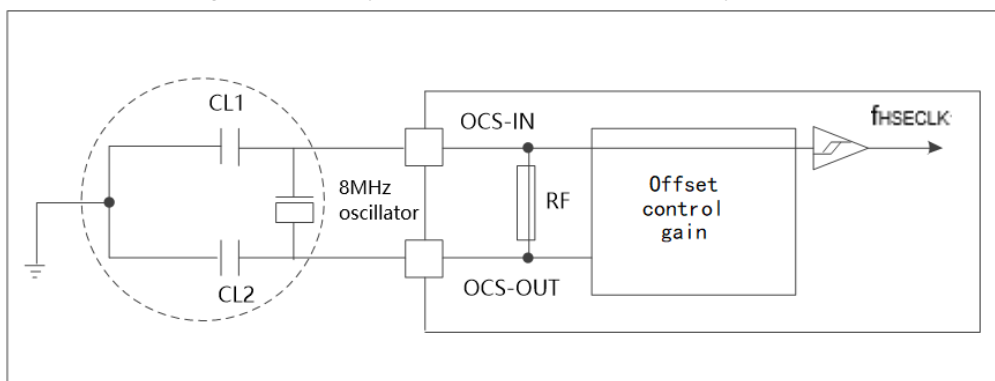 CL1
OCS-IN
fHSECLK
8MHz
oscillator
RF
Offset
control
gain
CL2
OCS-OUT